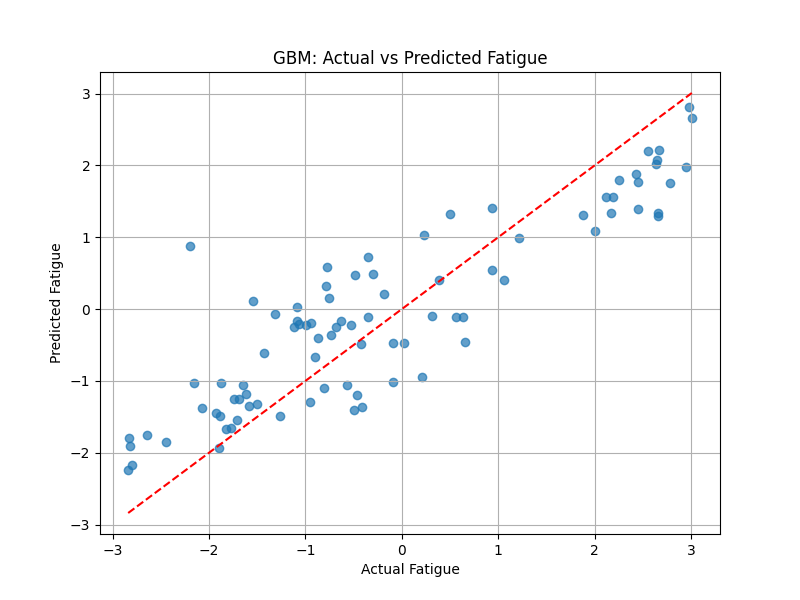 GBM: Actual vs Predicted Fatigue
3
2
1
0
−1
−2
−3
Predicted Fatigue
−3 −2 −1 0 1 2 3
Actual Fatigue